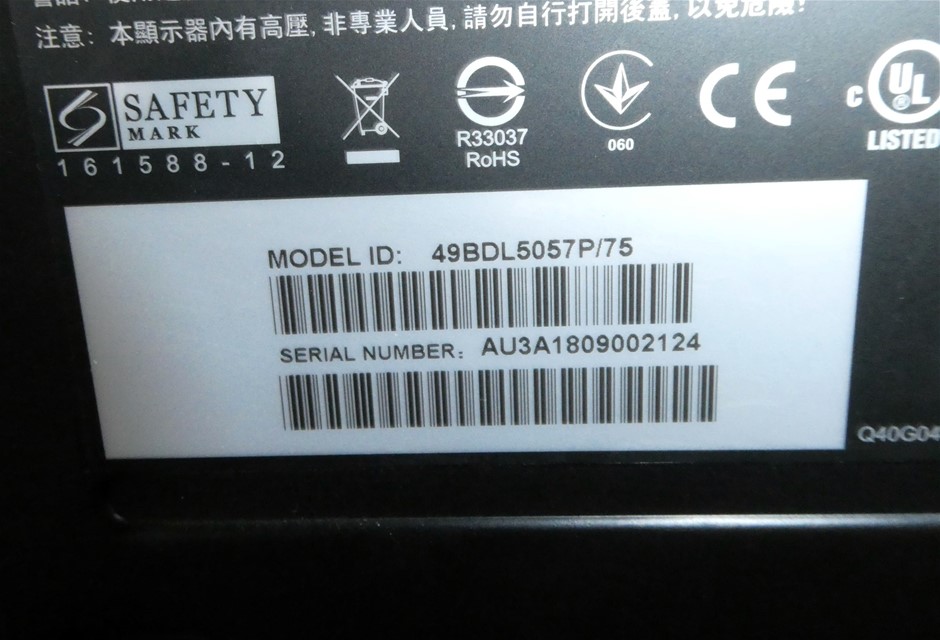 注意: 本顯示器內有高壓, 非專業人員, 請勿自行打開後蓋, 以免危險!
SAFETY
MARK
161588-12
R33037
RoHS
060
CE
c UL
®
LISTED
MODEL ID: 49BDL5057P/75
SERIAL NUMBER: AU3A1809002124
Q40G04